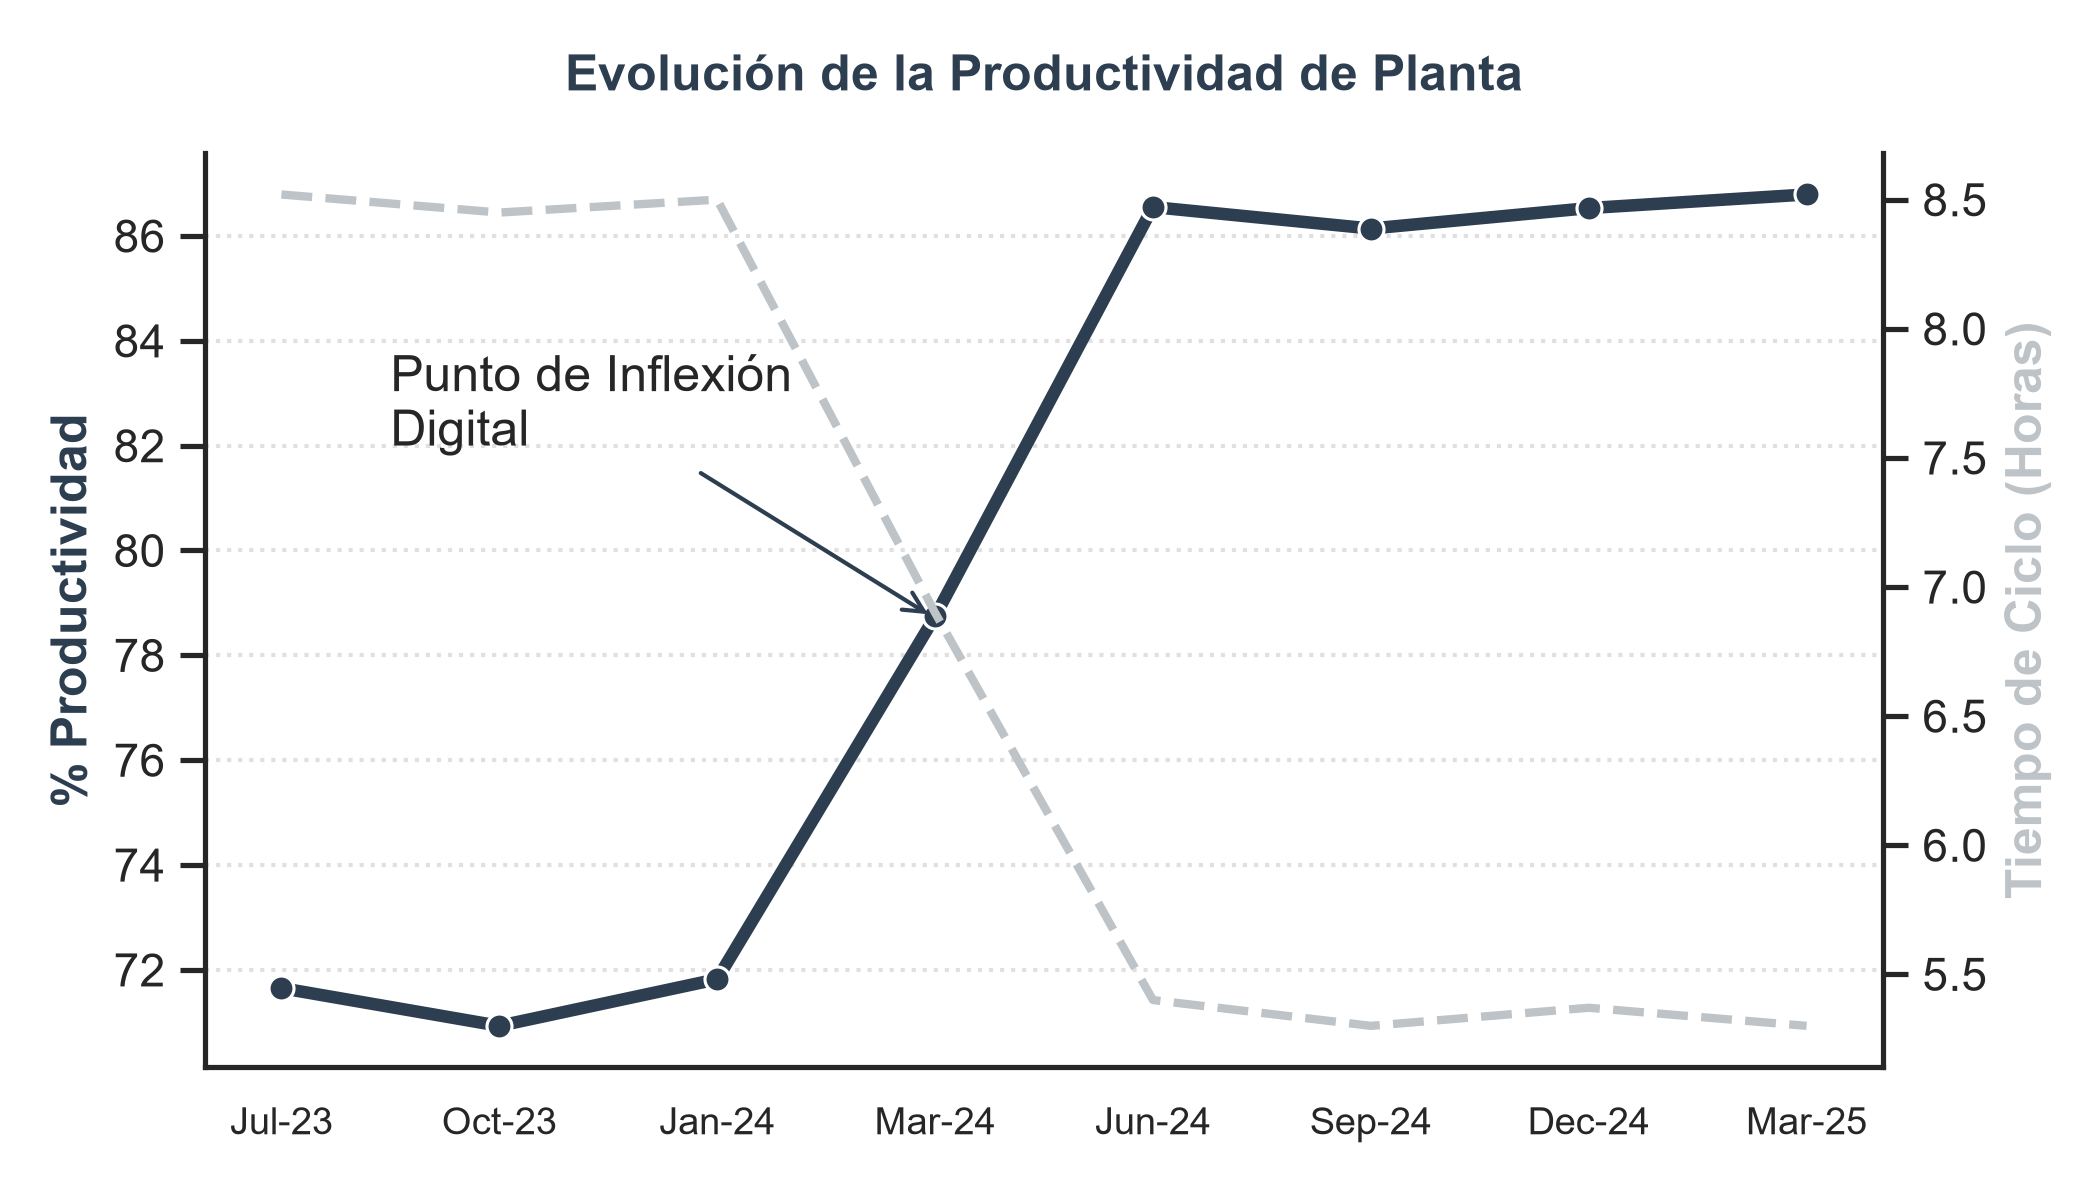 Evolución de la Productividad de Planta
% Productividad
86
84
82
80
78
76
74
72
Punto de Inflexión
Digital
8.5
8.0
7.5
7.0
6.5
6.0
5.5
Tiempo de Ciclo (Horas)
Jul-23 Oct-23 Jan-24 Mar-24 Jun-24 Sep-24 Dec-24 Mar-25